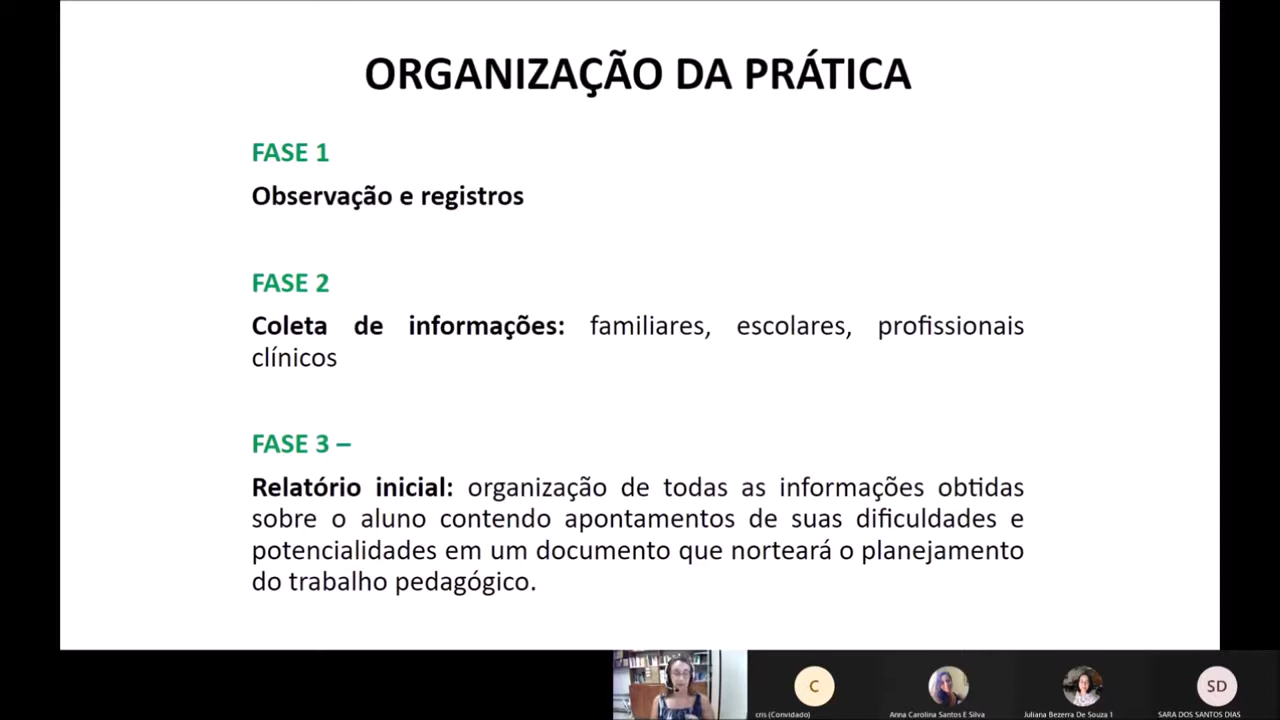 ORGANIZAÇÃO DA PRÁTICA
FASE 1
Observação e registros
FASE 2
Coleta de informações: familiares, escolares, profissionais
clínicos
FASE 3 –
Relatório inicial: organização de todas as informações obtidas
sobre o aluno contendo apontamentos de suas dificuldades e
potencialidades em um documento que norteará o planejamento
do trabalho pedagógico.
C
SD
cris (Convidado)
Anna Carolina Santos E Silva
Juliana Bezerra De Souza 1
SARA DOS SANTOS DIAS